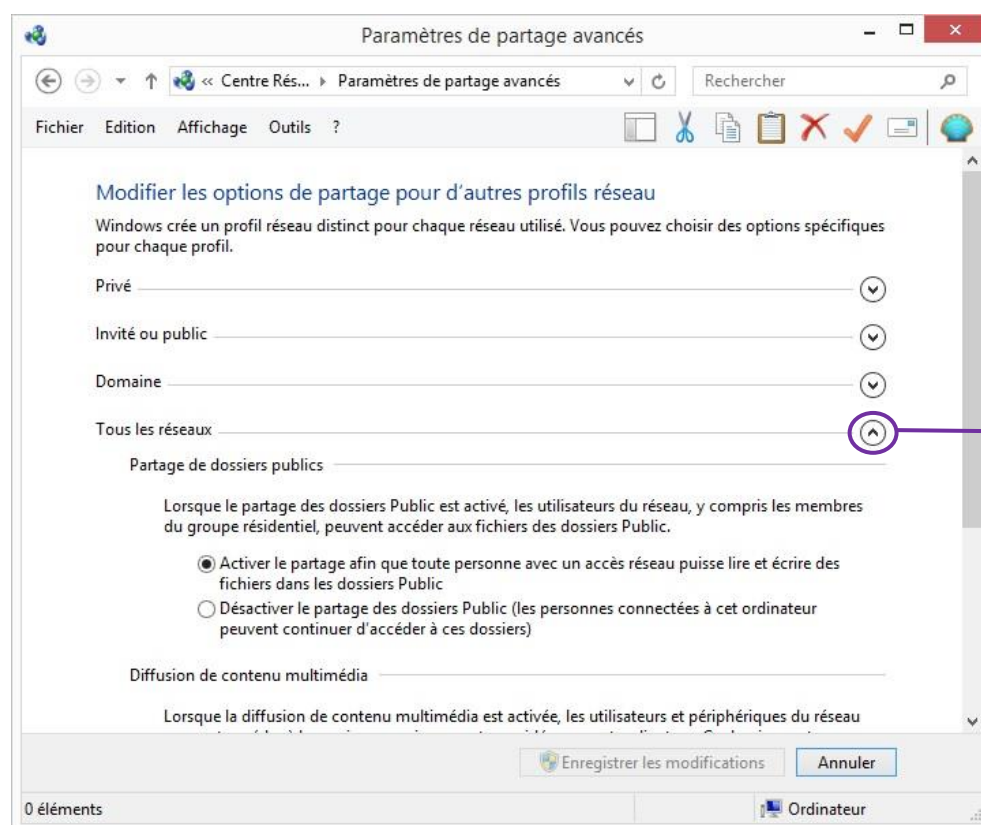 Paramètres de partage avancés
« Centre Rés... Paramètres de partage avancés Rechercher
Fichier Edition Affichage Outils ?
Modifier les options de partage pour d'autres profils réseau
Windows crée un profil réseau distinct pour chaque réseau utilisé. Vous pouvez choisir des options spécifiques
pour chaque profil.
Privé
Invité ou public
Domaine
Tous les réseaux
Partage de dossiers publics
Lorsque le partage des dossiers Public est activé, les utilisateurs du réseau, y compris les membres
du groupe résidentiel, peuvent accéder aux fichiers des dossiers Public.
Activer le partage afin que toute personne avec un accès réseau puisse lire et écrire des
fichiers dans les dossiers Public
Désactiver le partage des dossiers Public (les personnes connectées à cet ordinateur
peuvent continuer d'accéder à ces dossiers)
Diffusion de contenu multimédia
Lorsque la diffusion de contenu multimédia est activée, les utilisateurs et périphériques du réseau
Enregistrer les modifications Annuler
0 éléments Ordinateur